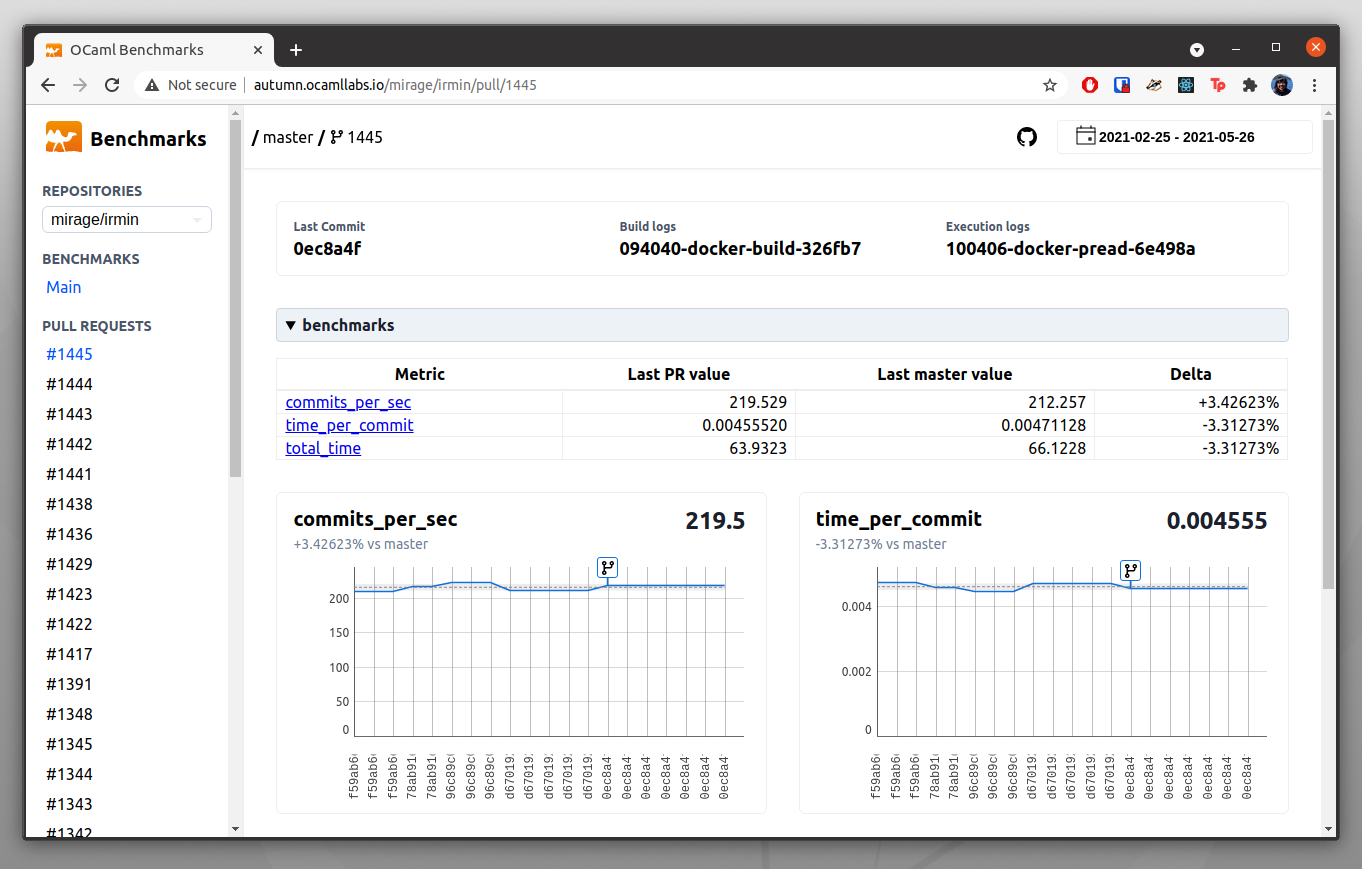 OCaml Benchmarks
Not secure autumn.ocamllabs.io/mirage/irmin/pull/1445
Tp
Benchmarks
REPOSITORIES
mirage/irmin
BENCHMARKS
Main
PULL REQUESTS
#1445
#1444
#1443
#1442
#1441
#1438
#1436
#1429
#1423
#1422
#1417
#1391
#1348
#1345
#1344
#1343
#1342
/ master / 1445
2021-02-25 - 2021-05-26
Last Commit
0ec8a4f
Build logs
094040-docker-build-326fb7
Execution logs
100406-docker-pread-6e498a
benchmarks
Metric Last PR value Last master value Delta
commits_per_sec 219.529 212.257 +3.42623%
time_per_commit 0.00455520 0.00471128 -3.31273%
total_time 63.9323 66.1228 -3.31273%
commits_per_sec 219.5
+3.42623% vs master
200
150
100
50
0
f59ab6
f59ab6
f59ab6
78ab91
78ab91
96c89c
96c89c
96c89c
d67019
d67019
d67019
d67019
d67019
0ec8a4
0ec8a4
0ec8a4
0ec8a4
0ec8a4
0ec8a4
0ec8a4
time_per_commit 0.004555
-3.31273% vs master
0.004
0.002
0
f59ab6
f59ab6
f59ab6
78ab91
78ab91
96c89c
96c89c
96c89c
d67019
d67019
d67019
d67019
d67019
0ec8a4
0ec8a4
0ec8a4
0ec8a4
0ec8a4
0ec8a4
0ec8a4